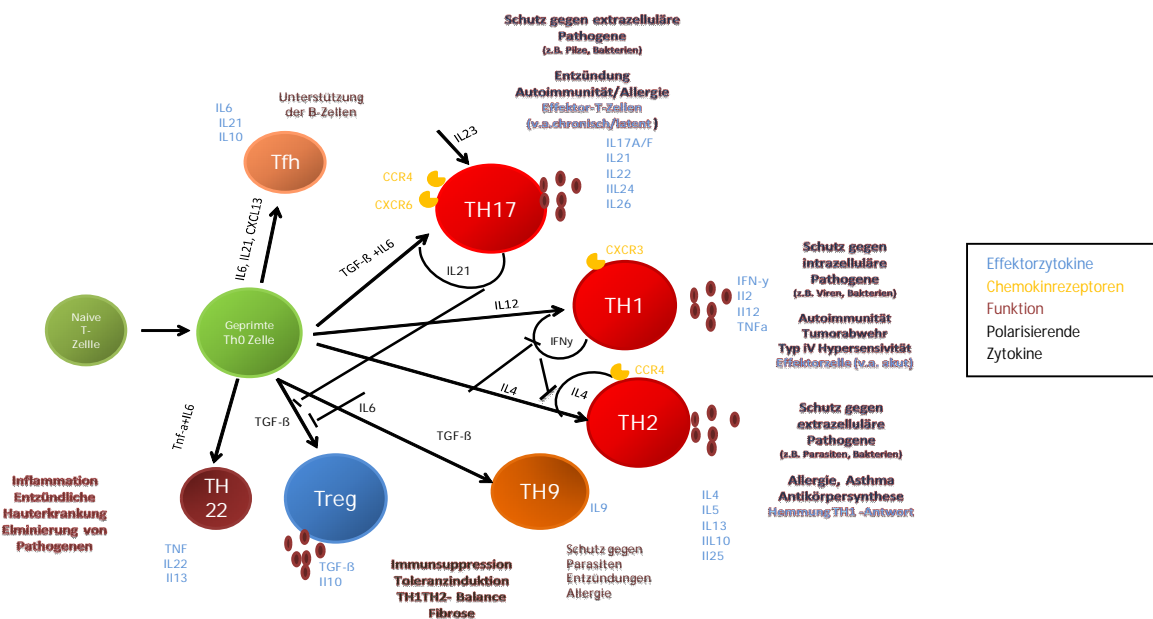 Schutz gegen extrazelluläre
Pathogene
(z.B. Pilze, Bakterien)
Entzündung
Autoimmunität/Allergie
Effektor-T-Zellen
(v.a.chronisch/latent )
IL17A/F
IL21
IL22
IIL24
IL26
Unterstützung
der B-Zellen
IL6
IL21
IL10
Tfh
IL23
CCR4
CXCR6
TH17
IL6, IL21, CXCL13
TGF-ß +IL6
IL21
CXCR3
TH1
IL12
IFNy
IFN-y
Il2
Il12
TNFa
Schutz gegen
intrazelluläre
Pathogene
(z.B. Viren, Bakterien)
Autoimmunität
Tumorabwehr
Typ iV Hypersensivität
Effektorzelle (v.a. akut)
Effektorzytokine
Chemokinrezeptoren
Funktion
Polarisierende
Zytokine
Naive
T-
Zellle
Geprimte
Th0 Zelle
CCR4
IL4
IL4
TH2
Schutz gegen
extrazelluläre
Pathogene
(z.B. Parasiten, Bakterien)
Allergie, Asthma
Antikörpersynthese
Hemmung TH1 -Antwort
IL4
IL5
IL13
IIL10
Il25
Tnf-a+IL6
TGF-ß
IL6
TGF-ß
Inflammation
Entzündliche
Hauterkrankung
Elminierung von
Pathogenen
TH
22
TNF
IL22
Il13
Treg
TGF-ß
Il10
Immunsuppression
Toleranzinduktion
TH1TH2- Balance
Fibrose
TH9
IL9
Schutz gegen
Parasiten
Entzündungen
Allergie